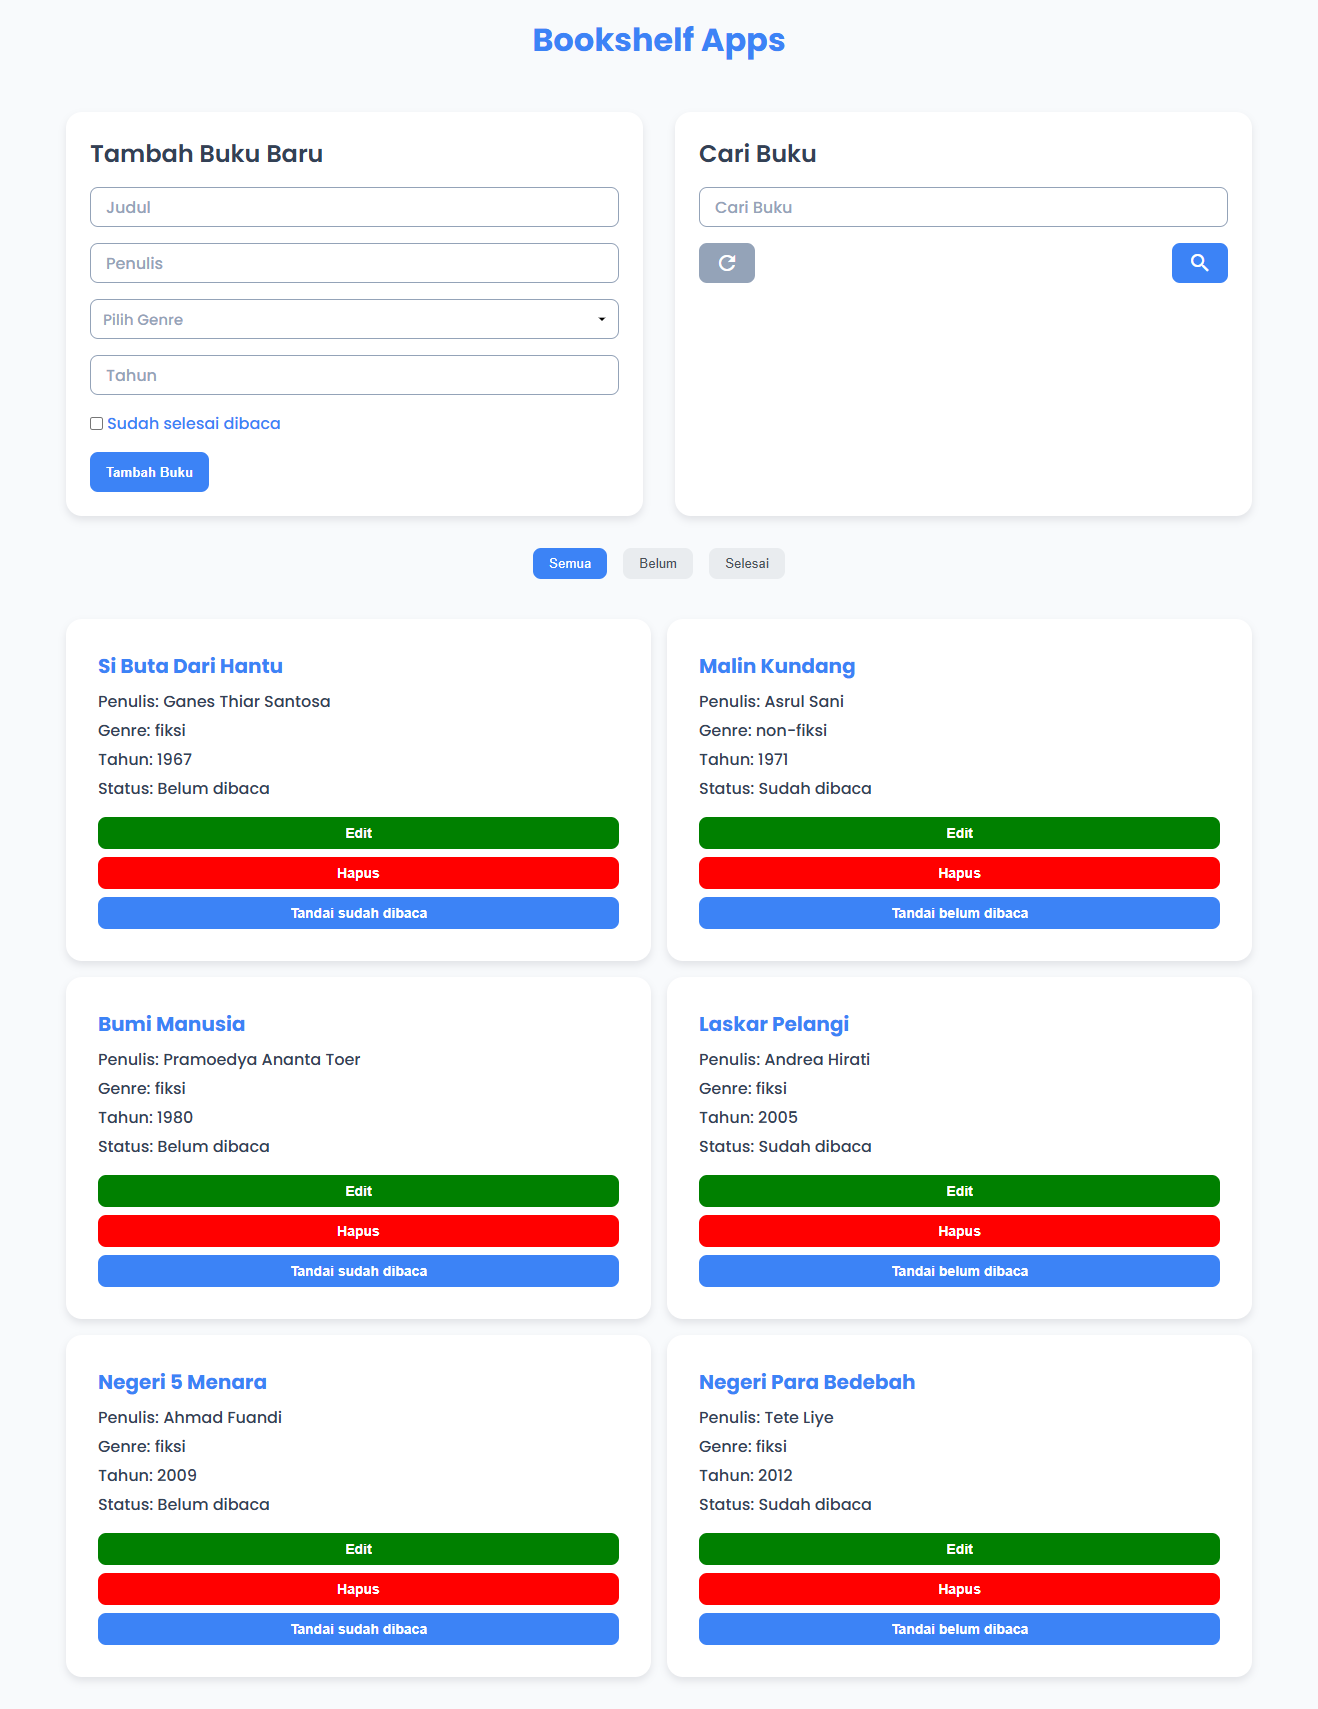 Bookshelf Apps
Tambah Buku Baru
Judul
Penulis
Pilih Genre
Tahun
Sudah selesai dibaca
Tambah Buku
Cari Buku
Cari Buku
Semua
Belum
Selesai
Si Buta Dari Hantu
Penulis: Ganes Thiar Santosa
Genre: fiksi
Tahun: 1967
Status: Belum dibaca
Edit
Hapus
Tandai sudah dibaca
Malin Kundang
Penulis: Asrul Sani
Genre: non-fiksi
Tahun: 1971
Status: Sudah dibaca
Edit
Hapus
Tandai belum dibaca
Bumi Manusia
Penulis: Pramoedya Ananta Toer
Genre: fiksi
Tahun: 1980
Status: Belum dibaca
Edit
Hapus
Tandai sudah dibaca
Laskar Pelangi
Penulis: Andrea Hirati
Genre: fiksi
Tahun: 2005
Status: Sudah dibaca
Edit
Hapus
Tandai belum dibaca
Negeri 5 Menara
Penulis: Ahmad Fuandi
Genre: fiksi
Tahun: 2009
Status: Belum dibaca
Edit
Hapus
Tandai sudah dibaca
Negeri Para Bedebah
Penulis: Tete Liye
Genre: fiksi
Tahun: 2012
Status: Sudah dibaca
Edit
Hapus
Tandai belum dibaca